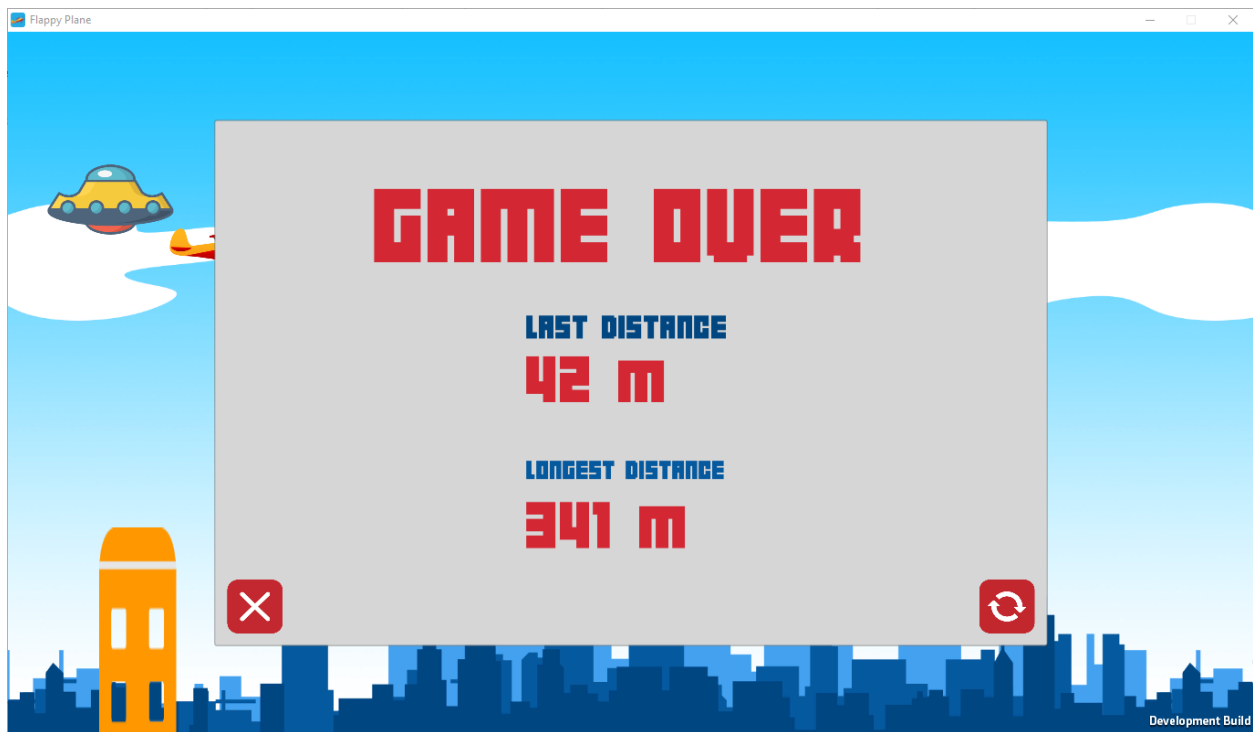 Flappy Plane
GAME OVER
LAST DISTANCE
42 m
LONGEST DISTANCE
341 m
Development Build